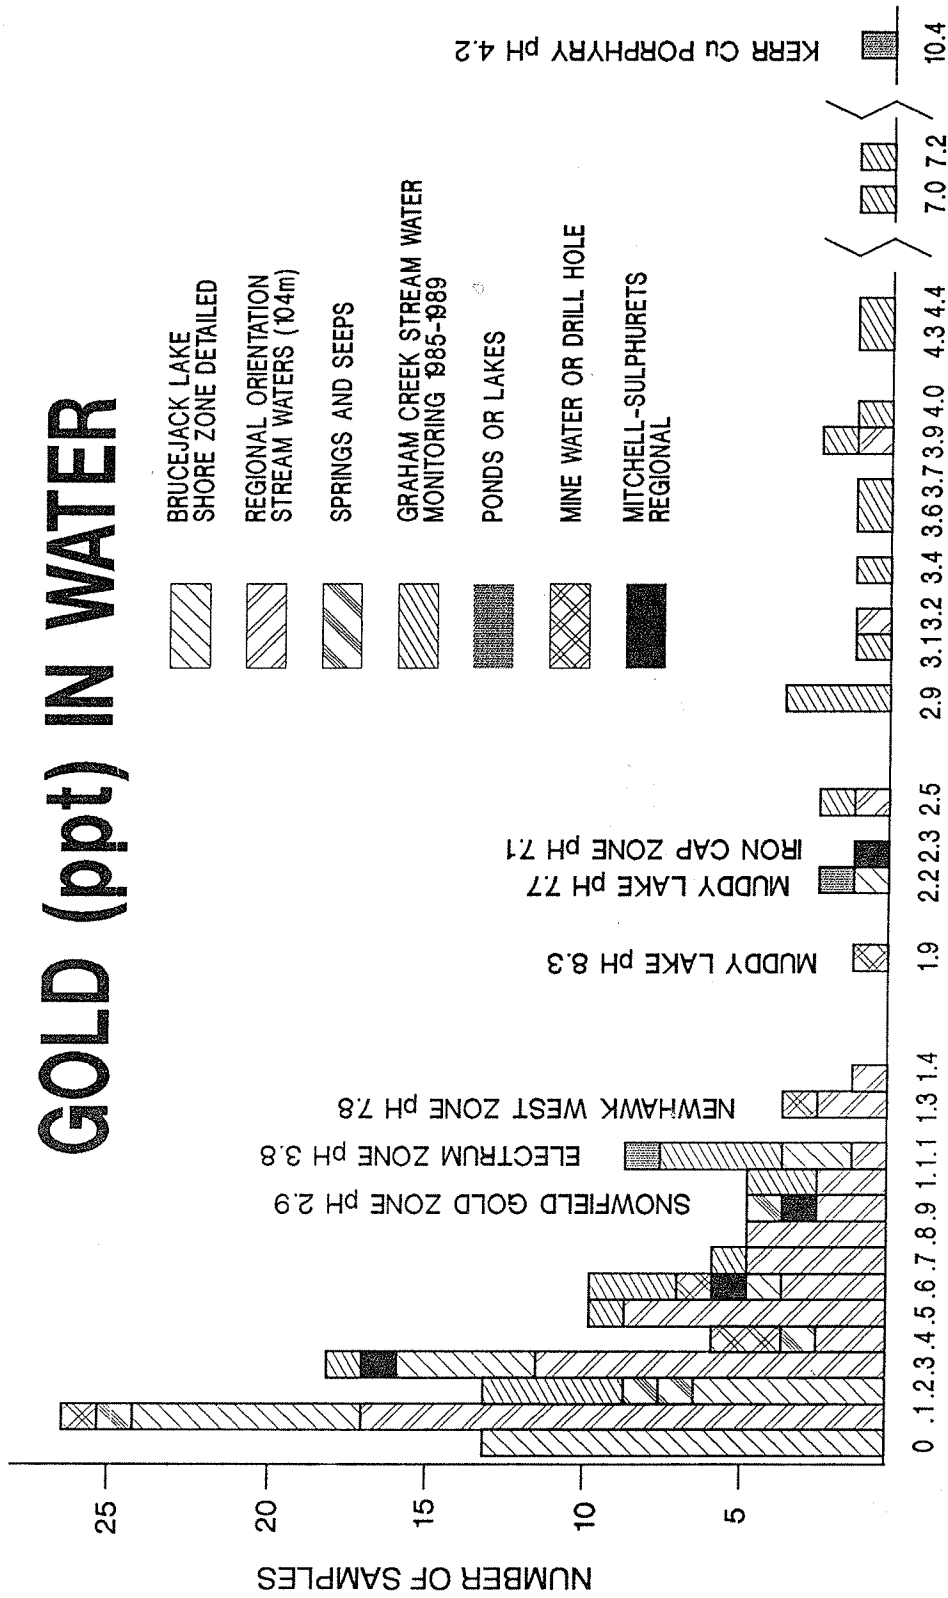 GOLD (ppt) IN WATER
NUMBER OF SAMPLES
25
20
15
10
5
BRUCEJACK LAKE
SHORE ZONE DETAILED
REGIONAL ORIENTATION
STREAM WATERS (104m)
SPRINGS AND SEEPS
GRAHAM CREEK STREAM WATER
MONITORING 1985-1989
PONDS OR LAKES
MINE WATER OR DRILL HOLE
MITCHELL-SULPHURETS
REGIONAL
SNOWFIELD GOLD ZONE pH 2.9
ELECTRUM ZONE pH 3.8
NEWHAWK WEST ZONE pH 7.8
MUDDY LAKE pH 8.3
MUDDY LAKE pH 7.7
IRON CAP ZONE pH 7.1
KERR Cu PORPHYRY pH 4.2
0 .1 .2 .3 .4 .5 .6 .7 .8 .9 1. 1.1 1.3 1.4 1.9 2.2 2.3 2.5 2.9 3.1 3.2 3.4 3.6 3.7 3.9 4.0 4.3 4.4 7.0 7.2 10.4